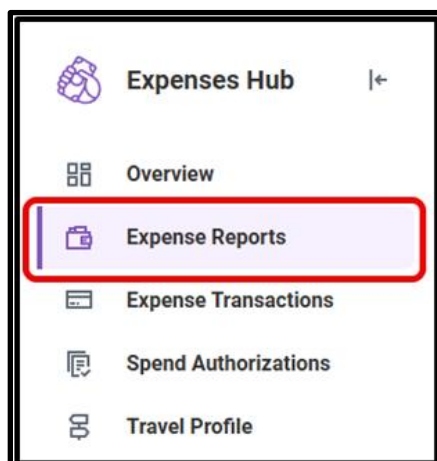 Expenses Hub
Overview
Expense Reports
Expense Transactions
Spend Authorizations
Travel Profile